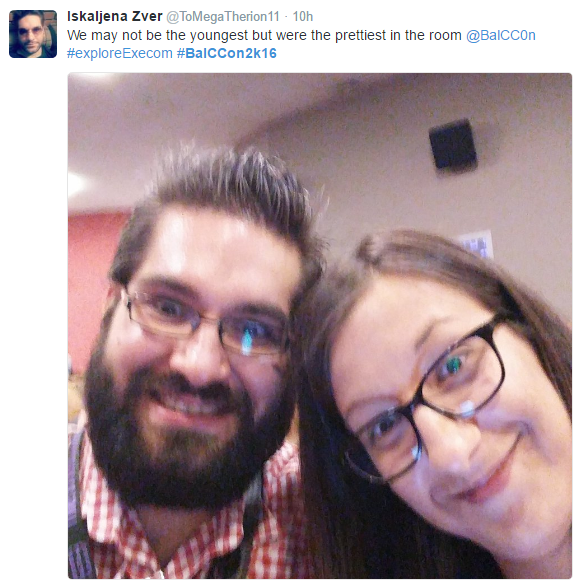 Iskaljena Zver @ToMegaTherion11 · 10h
We may not be the youngest but were the prettiest in the room @BalCC0n
#exploreExecom #BalCCon2k16